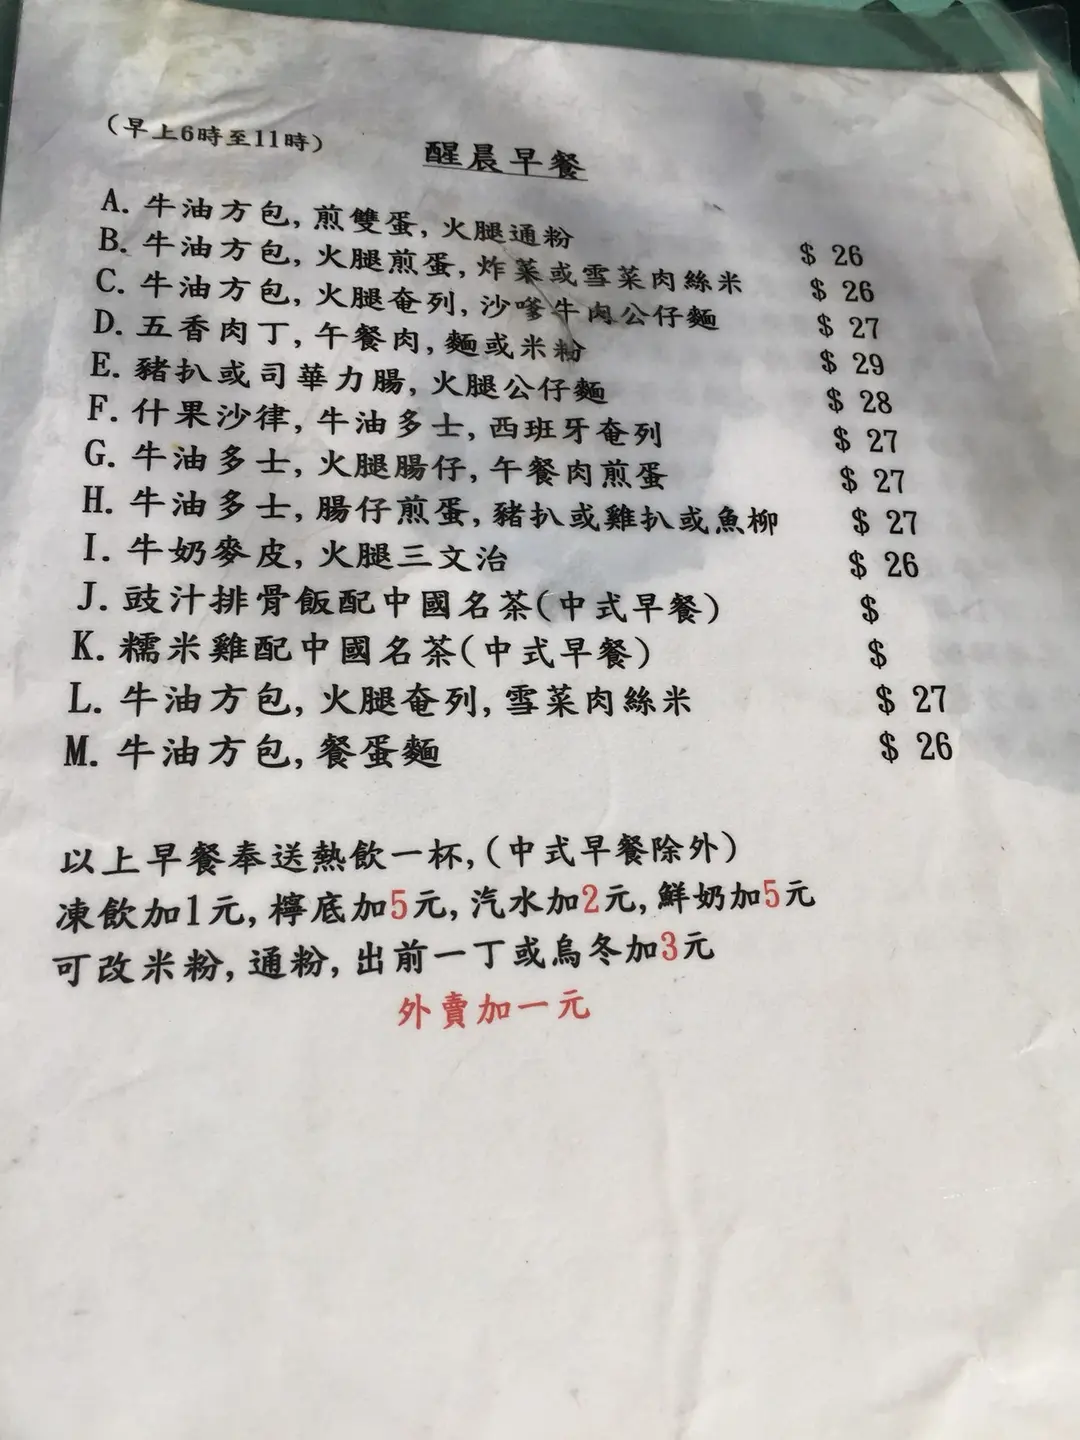 (早上6時至11時)
醒晨早餐
A. 牛油方包, 煎雙蛋, 火腿通粉 $ 26
B. 牛油方包, 火腿煎蛋, 炸菜或雪菜肉絲米 $ 26
C. 牛油方包, 火腿奄列, 沙嗲牛肉公仔麵 $ 27
D. 五香肉丁, 午餐肉, 麵或米粉 $ 29
E. 豬扒或司華力腸, 火腿公仔麵 $ 28
F. 什果沙律, 牛油多士, 西班牙奄列 $ 27
G. 牛油多士, 火腿腸仔, 午餐肉煎蛋 $ 27
H. 牛油多士, 腸仔煎蛋, 豬扒或雞扒或魚柳 $ 27
I. 牛奶麥皮, 火腿三文治 $ 26
J. 豉汁排骨飯配中國名茶(中式早餐) $
K. 糯米雞配中國名茶(中式早餐) $
L. 牛油方包, 火腿奄列, 雪菜肉絲米 $ 27
M. 牛油方包, 餐蛋麵 $ 26
以上早餐奉送熱飲一杯, (中式早餐除外)
凍飲加1元, 檸底加5元, 汽水加2元, 鮮奶加5元
可改米粉, 通粉, 出前一丁或烏冬加3元
外賣加一元